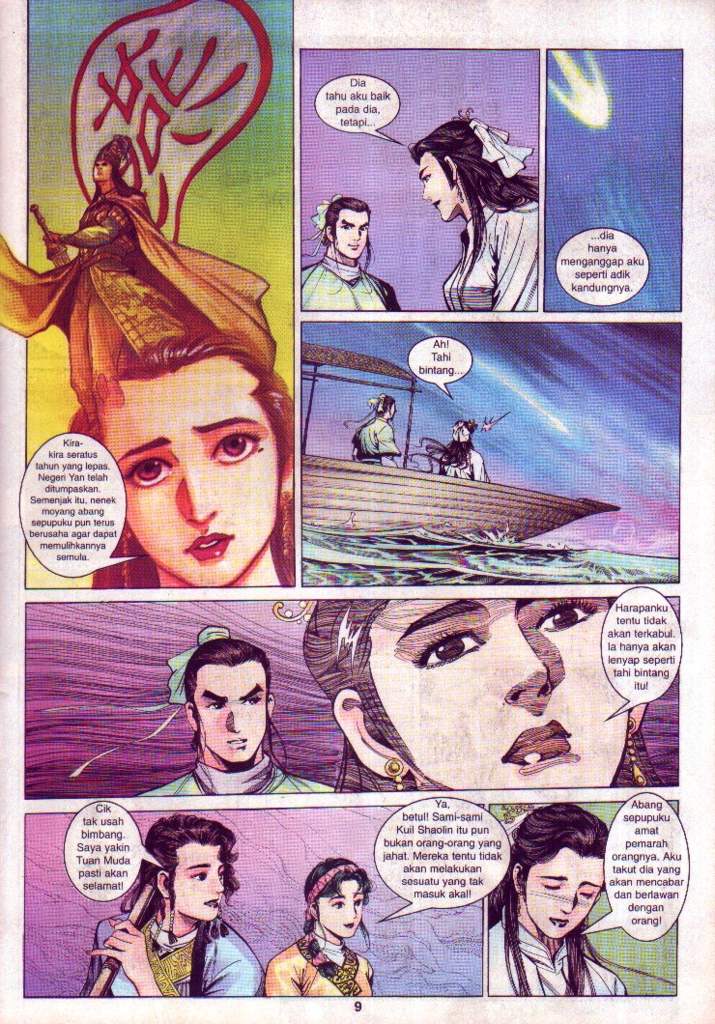 Kira-
kira seratus
tahun yang lepas,
Negeri Yan telah
ditumpaskan.
Semenjak itu, nenek
moyang abang
sepupuku pun terus
berusaha agar dapat
memulihkannya
semula.
Dia
tahu aku baik
pada dia,
tetapi...
...dia
hanya
menganggap aku
seperti adik
kandungnya.
Ah!
Tahi
bintang...
Harapanku
tentu tidak
akan terkabul.
Ia hanya akan
lenyap seperti
tahi bintang
itu!
Cik
tak usah
bimbang.
Saya yakin
Tuan Muda
pasti akan
selamat!
Ya,
betul! Sami-sami
Kuil Shaolin itu pun
bukan orang-orang yang
jahat. Mereka tentu tidak
akan melakukan
sesuatu yang tak
masuk akal!
Abang
sepupuku
amat
pemarah
orangnya. Aku
takut dia yang
akan mencabar
dan berlawan
dengan
orang!
9